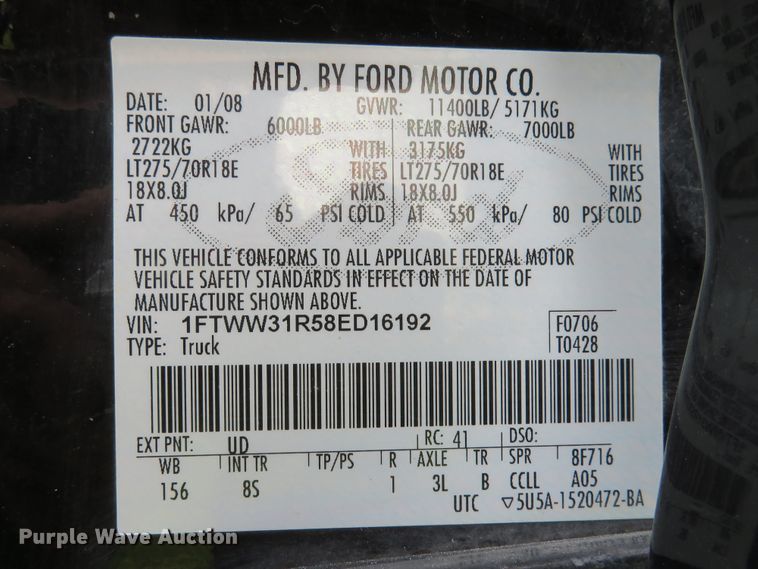 MFD. BY FORD MOTOR CO.
DATE: 01/08 GVWR: 11400LB/ 5171KG
FRONT GAWR: 6000LB REAR GAWR: 7000LB
2722KG WITH 3175KG WITH
LT275/70R18E TIRES LT275/70R18E TIRES
18X8.0J RIMS 18X8.0J RIMS
AT 450 kPa/ 65 PSI COLD AT 550 kPa/ 80 PSI COLD
THIS VEHICLE CONFORMS TO ALL APPLICABLE FEDERAL MOTOR
VEHICLE SAFETY STANDARDS IN EFFECT ON THE DATE OF
MANUFACTURE SHOWN ABOVE.
VIN: 1FTWW31R58ED16192 F0706
TYPE: Truck T0428
EXT PNT: UD RC: 41 DSO:
WB INT TR TP/PS R AXLE TR SPR 8F716
156 8S 1 3L B CCLL A05
UTC ▽5U5A-1520472-BA
Purple Wave Auction